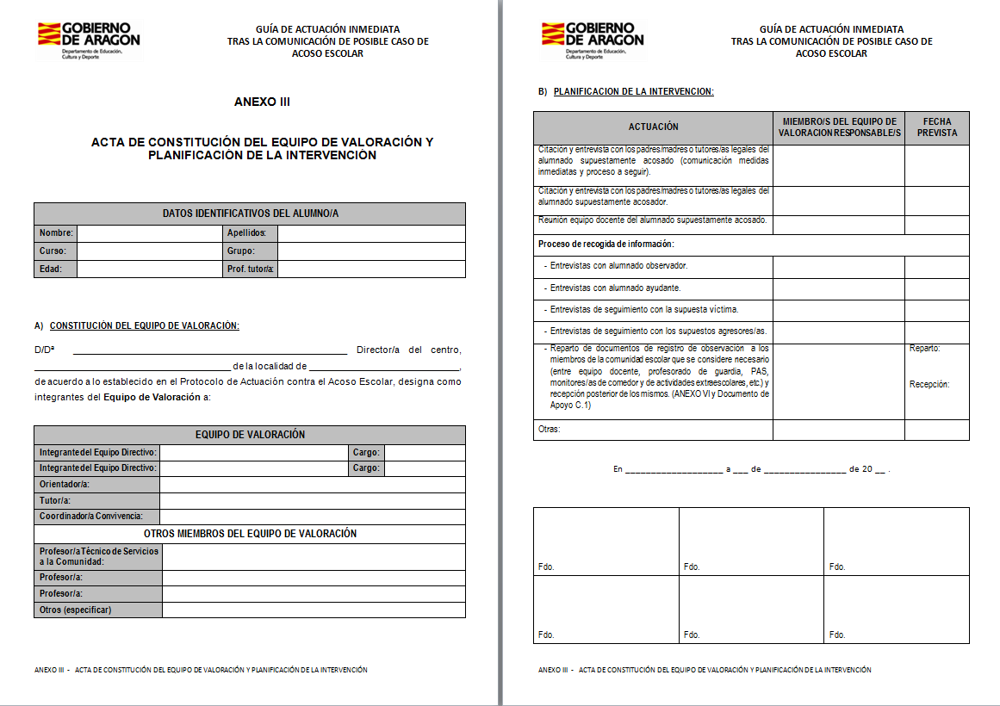 GOBIERNO
DE ARAGON
Departamento de Educación,
Cultura y Deporte
GUÍA DE ACTUACIÓN INMEDIATA
TRAS LA COMUNICACIÓN DE POSIBLE CASO DE
ACOSO ESCOLAR
ANEXO III
ACTA DE CONSTITUCIÓN DEL EQUIPO DE VALORACIÓN Y
PLANIFICACIÓN DE LA INTERVENCIÓN
DATOS IDENTIFICATIVOS DEL ALUMNO/A
Nombre: Apellidos:
Curso: Grupo:
Edad: Prof. tutor/a:
A) CONSTITUCIÓN DEL EQUIPO DE VALORACIÓN:
D/Dª ____________________ Director/a del centro,
____________________ de la localidad de ____________________,
de acuerdo a lo establecido en el Protocolo de Actuación contra el Acoso Escolar, designa como
integrantes del Equipo de Valoración a:
EQUIPO DE VALORACIÓN
Integrante del Equipo Directivo: Cargo:
Integrante del Equipo Directivo: Cargo:
Orientador/a:
Tutor/a:
Coordinador/a Convivencia:
OTROS MIEMBROS DEL EQUIPO DE VALORACIÓN
Profesor/a Técnico de Servicios
a la Comunidad:
Profesor/a:
Profesor/a:
Otros (especificar)
ANEXO III - ACTA DE CONSTITUCIÓN DEL EQUIPO DE VALORACIÓN Y PLANIFICACIÓN DE LA INTERVENCIÓN
GOBIERNO
DE ARAGON
Departamento de Educación,
Cultura y Deporte
GUÍA DE ACTUACIÓN INMEDIATA
TRAS LA COMUNICACIÓN DE POSIBLE CASO DE
ACOSO ESCOLAR
B) PLANIFICACION DE LA INTERVENCION:
ACTUACIÓN
MIEMBRO/S DEL EQUIPO DE
VALORACION RESPONSABLE/S
FECHA
PREVISTA
Citación y entrevista con los padres/madres o tutores/as legales del
alumnado supuestamente acosado (comunicación medidas
inmediatas y proceso a seguir).
Citación y entrevista con los padres/madres o tutores/as legales del
alumnado supuestamente acosador.
Reunión equipo docente del alumnado supuestamente acosado.
Proceso de recogida de información:
- Entrevistas con alumnado observador.
- Entrevistas con alumnado ayudante.
- Entrevistas de seguimiento con la supuesta víctima.
- Entrevistas de seguimiento con los supuestos agresores/as.
- Reparto de documentos de registro de observación a los
miembros de la comunidad escolar que se considere necesario
(entre equipo docente, profesorado de guardia, PAS,
monitores/as de comedor y de actividades extraescolares, etc.) y
recepción posterior de los mismos. (ANEXO VI y Documento de
Apoyo C.1)
Reparto:
Recepción:
Otras:
En ____________________ a ___ de _________________ de 20 __ .
Fdo. Fdo. Fdo.
Fdo. Fdo. Fdo.
ANEXO III - ACTA DE CONSTITUCIÓN DEL EQUIPO DE VALORACIÓN Y PLANIFICACIÓN DE LA INTERVENCIÓN